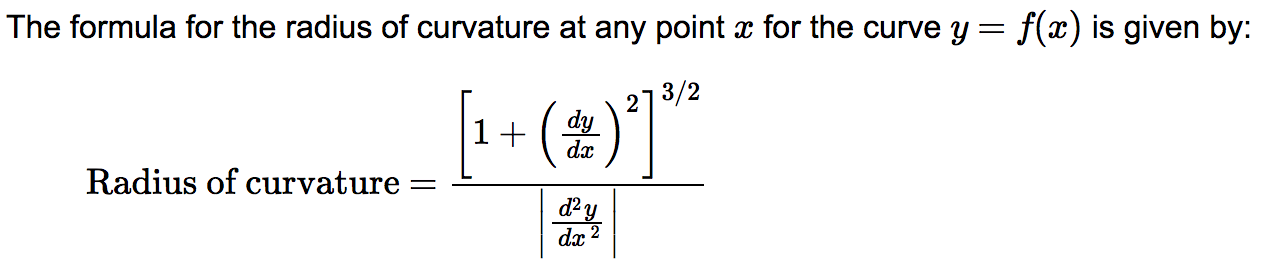 The formula for the radius of curvature at any point x for the curve y = f(x) is given by:
Radius of curvature = \frac{\left[1 + \left(\frac{dy}{dx}\right)^2\right]^{3/2}}{\left|\frac{d^2y}{dx^2}\right|}